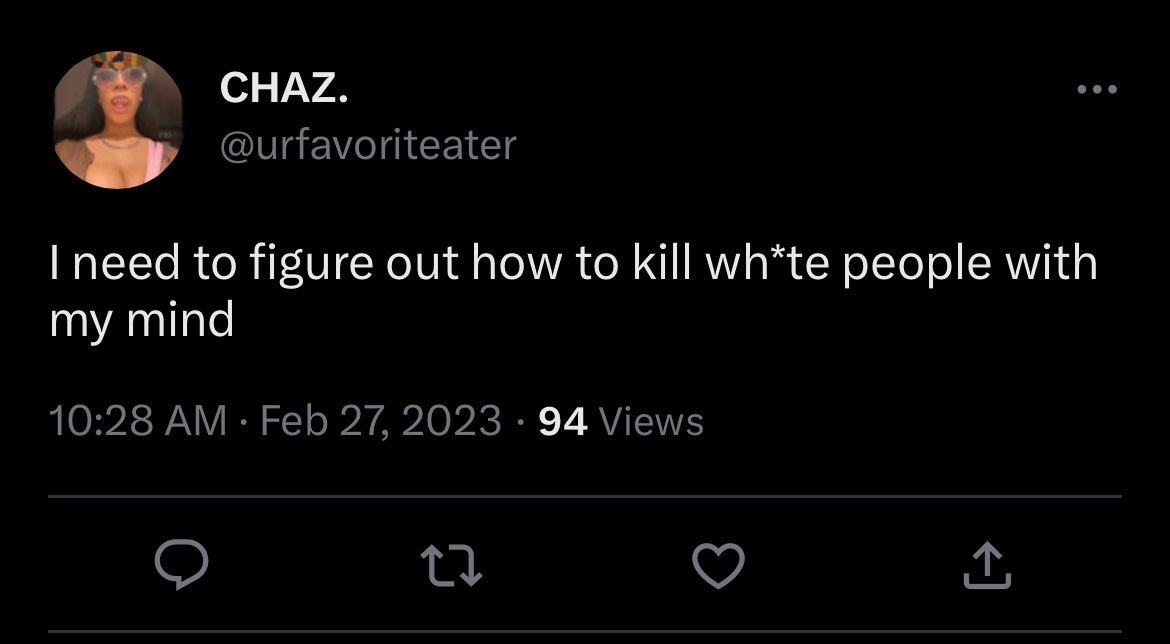 CHAZ.
@urfavoriteater
I need to figure out how to kill wh*te people with
my mind
10:28 AM · Feb 27, 2023 · 94 Views